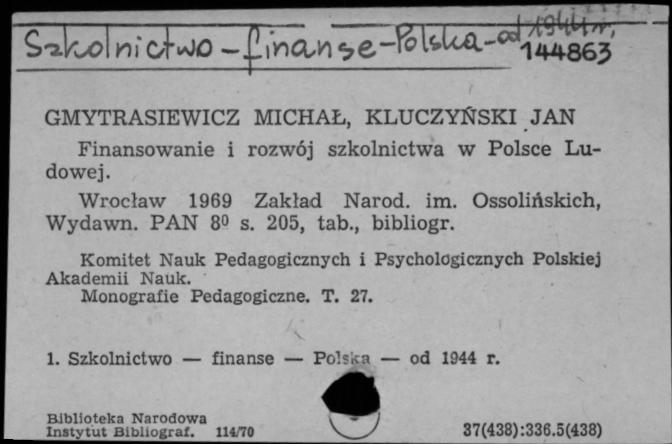 Szkolnictwo - finanse - Polska - od 1944 r.
144863
GMYTRASIEWICZ MICHAŁ, KLUCZYŃSKI JAN
Finansowanie i rozwój szkolnictwa w Polsce Lu-
dowej.
Wrocław 1969 Zakład Narod. im. Ossolińskich,
Wydawn. PAN 8⁰ s. 205, tab., bibliogr.
Komitet Nauk Pedagogicznych i Psychologicznych Polskiej
Akademii Nauk.
Monografie Pedagogiczne. T. 27.
1. Szkolnictwo — finanse — Polska — od 1944 r.
Biblioteka Narodowa
Instytut Bibliograf. 114/70
37(438):336.5(438)